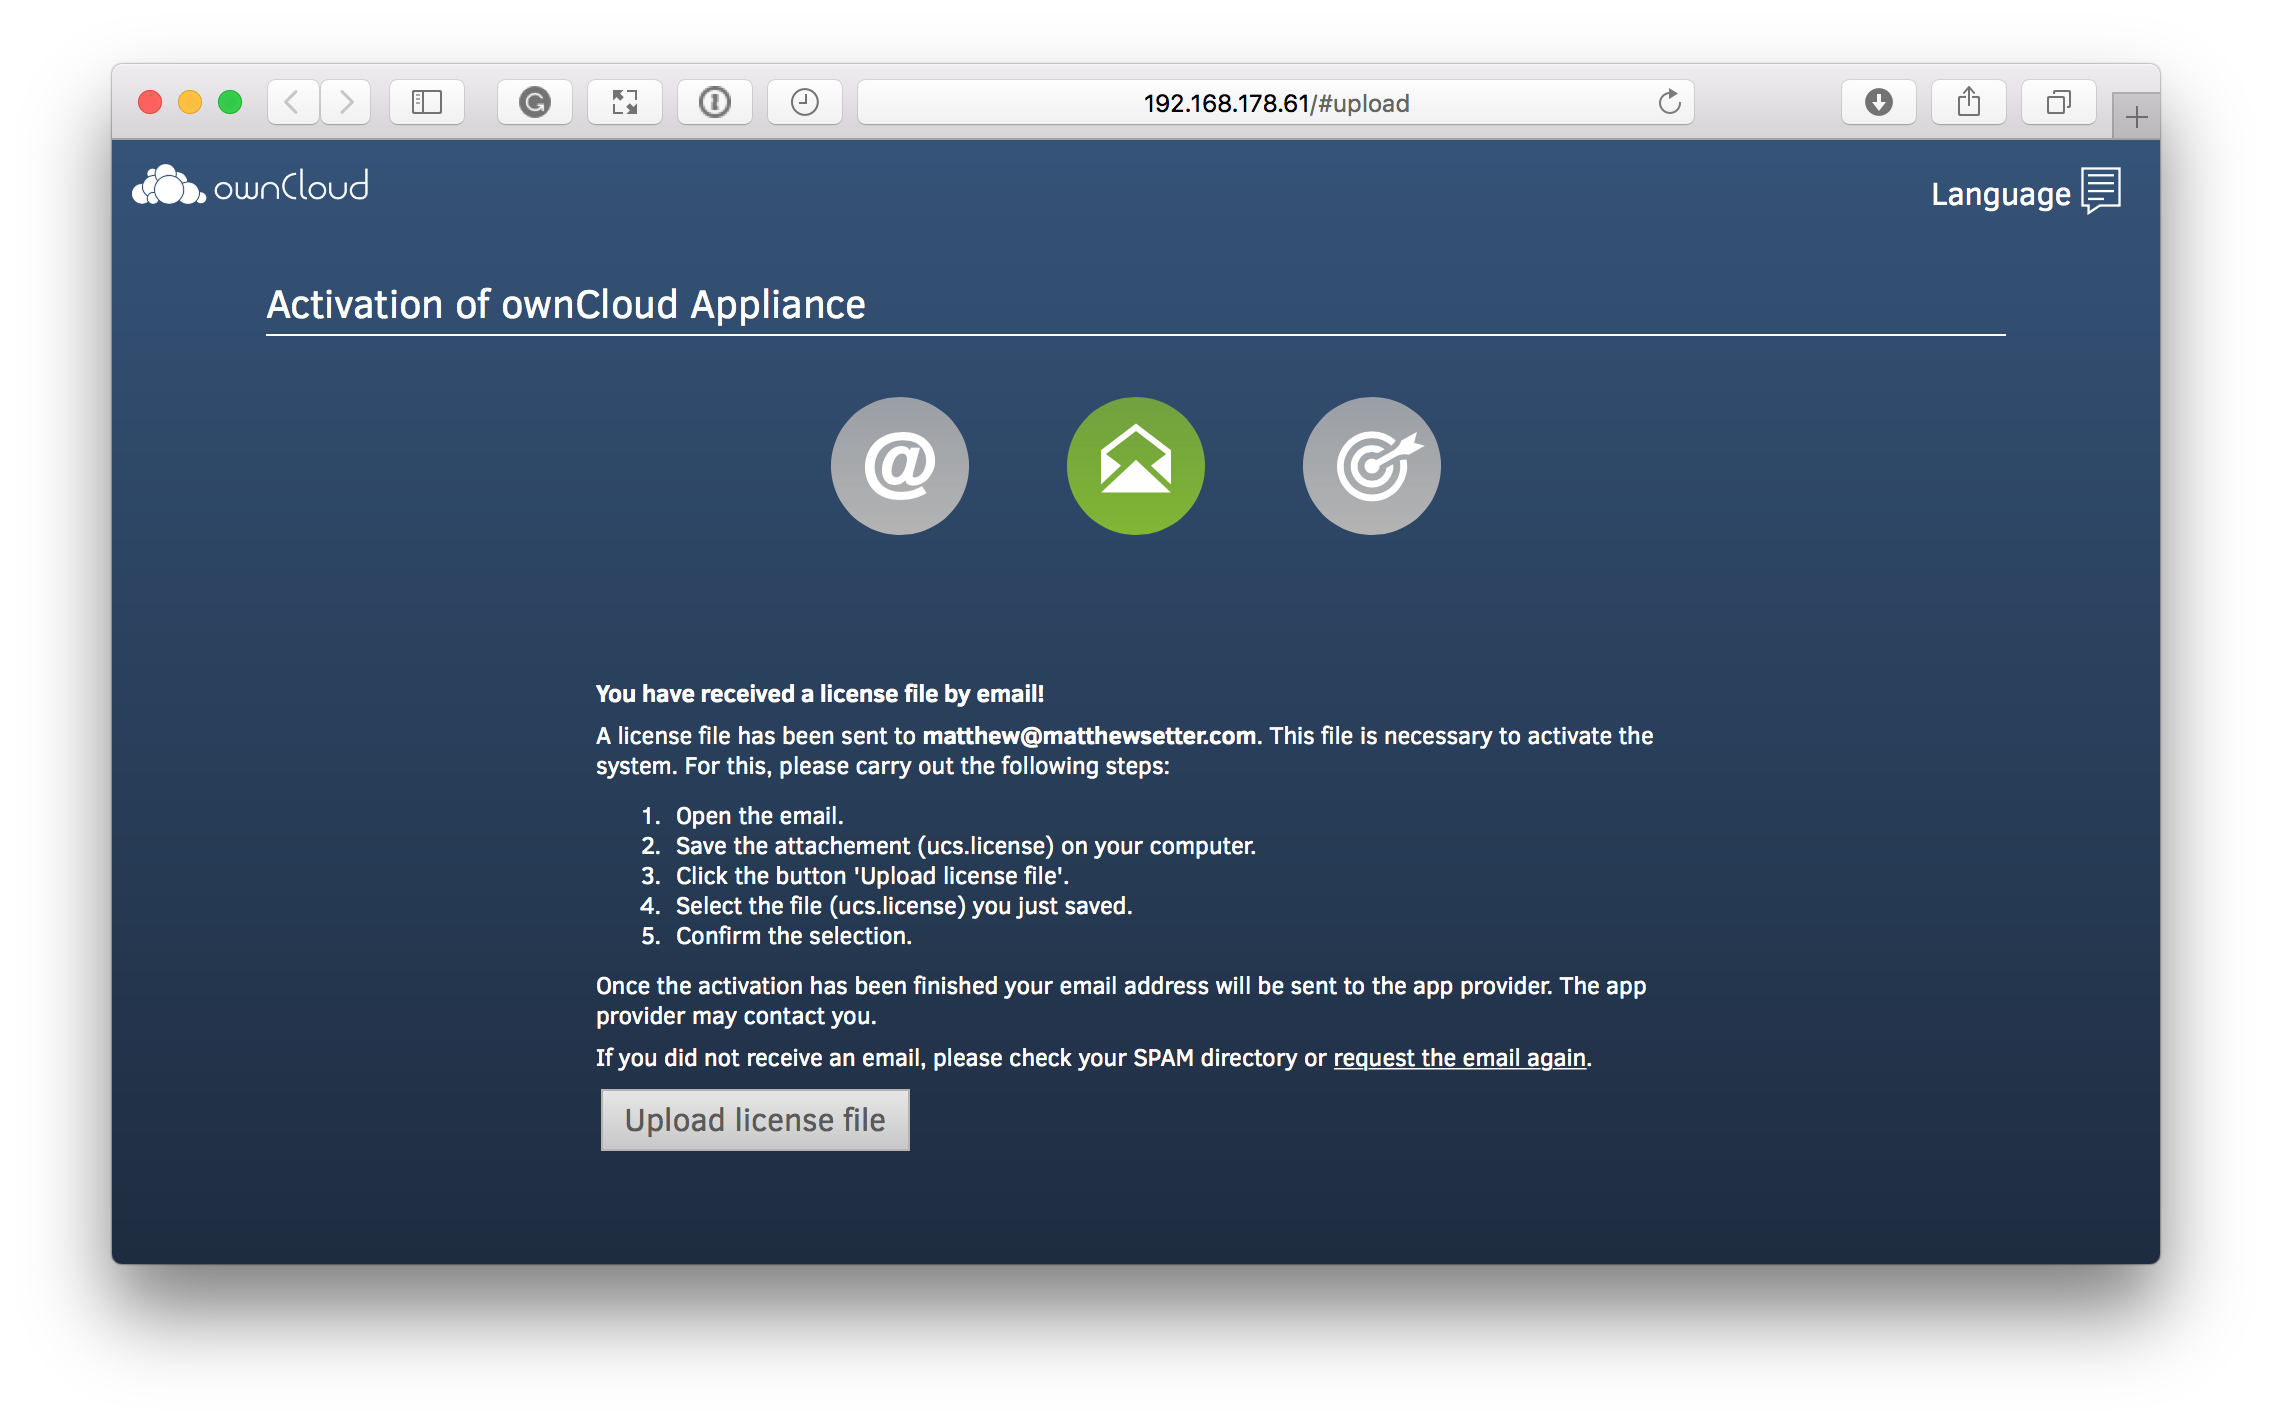 192.168.178.61/#upload
ownCloud
Language
Activation of ownCloud Appliance
@
You have received a license file by email!
A license file has been sent to matthew@matthewsetter.com. This file is necessary to activate the
system. For this, please carry out the following steps:
1. Open the email.
2. Save the attachement (ucs.license) on your computer.
3. Click the button 'Upload license file'.
4. Select the file (ucs.license) you just saved.
5. Confirm the selection.
Once the activation has been finished your email address will be sent to the app provider. The app
provider may contact you.
If you did not receive an email, please check your SPAM directory or request the email again.
Upload license file